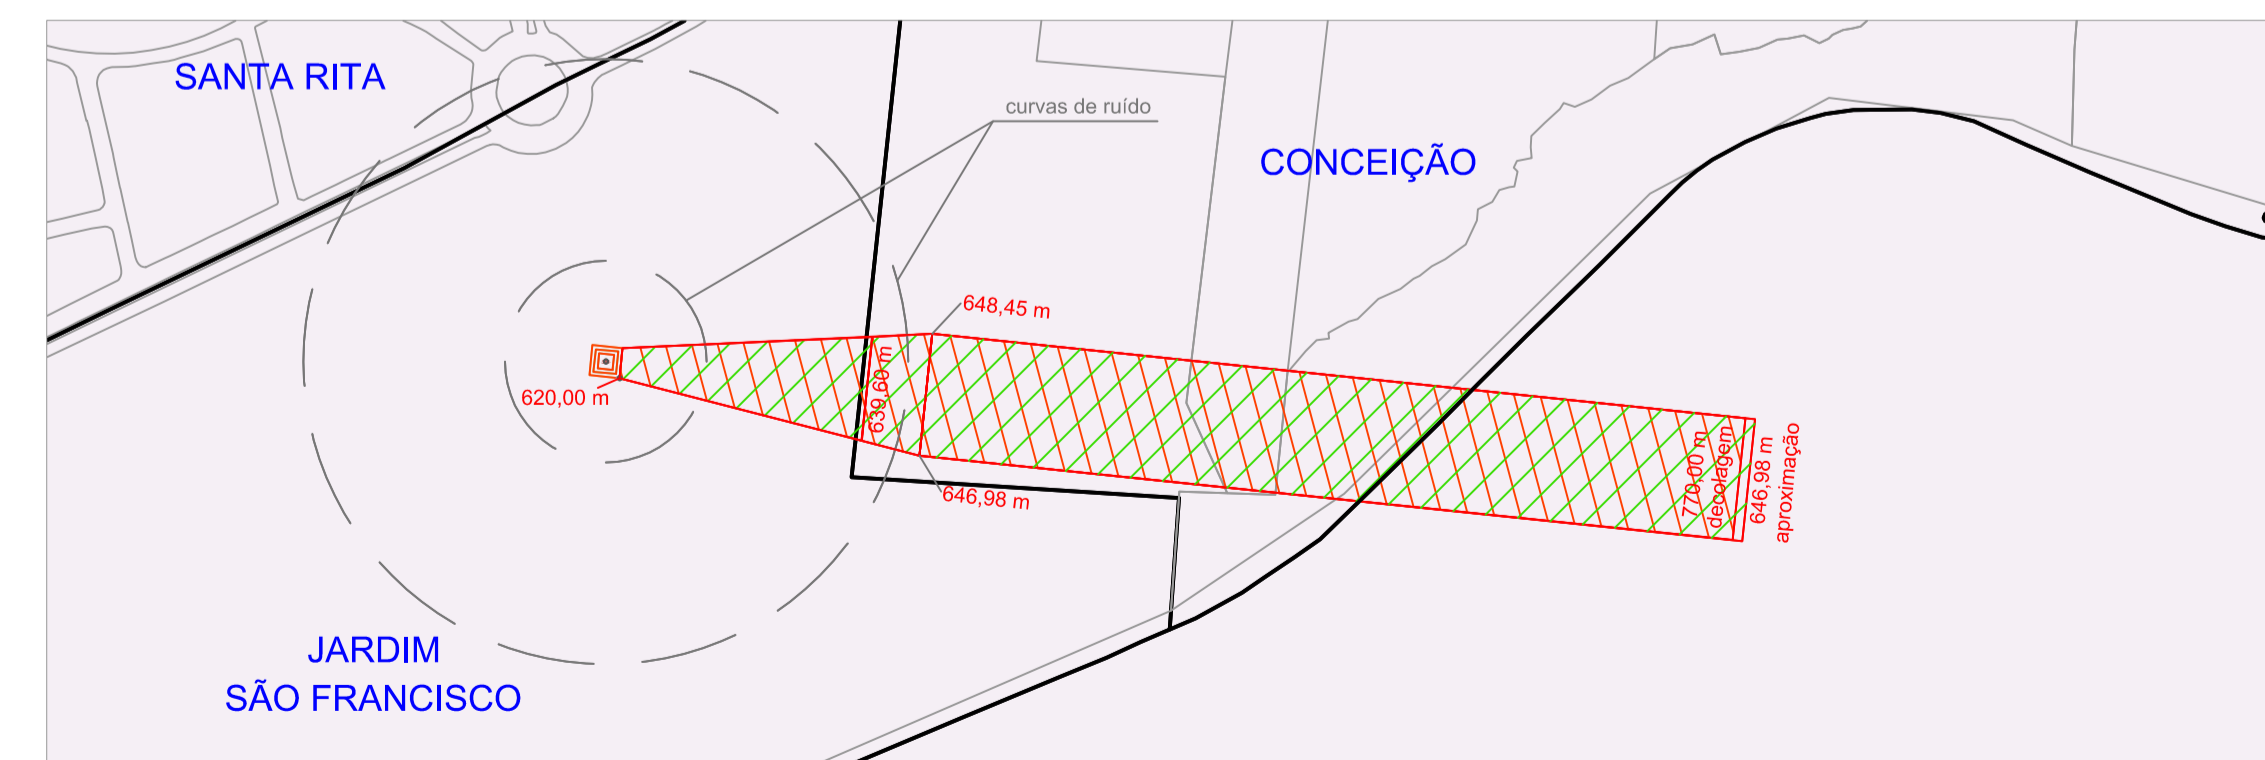 SANTA RITA
curvas de ruído
CONCEIÇÃO
648,45 m
639,60 m
620,00 m
646,98 m
770,00 m
decolagem
646,98 m
aproximação
JARDIM
SÃO FRANCISCO